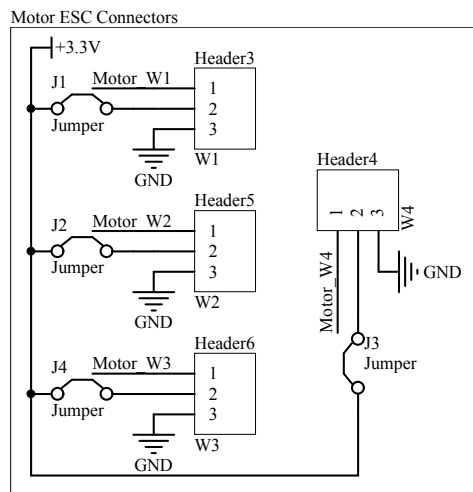 Motor ESC Connectors
+3.3V
Header3
J1
Motor_W1
1
2
3
Jumper
GND
W1
Header5
J2
Motor_W2
1
2
3
Jumper
GND
W2
Header6
J4
Motor_W3
1
2
3
Jumper
GND
W3
Header4
1
2
3
W4
GND
Motor_W4
J3
Jumper